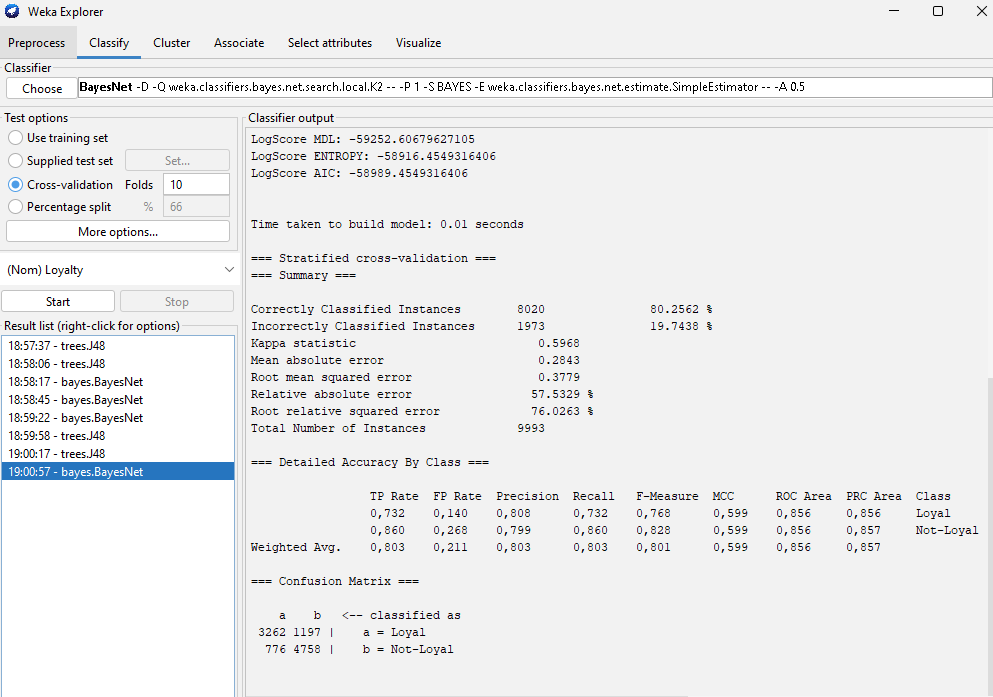 Weka Explorer
Preprocess Classify Cluster Associate Select attributes Visualize
Classifier
Choose BayesNet -D -Q weka.classifiers.bayes.net.search.local.K2 -- -P 1 -S BAYES -E weka.classifiers.bayes.net.estimate.SimpleEstimator -- -A 0.5
Test options
Use training set
Supplied test set Set...
Cross-validation Folds 10
Percentage split % 66
More options...
(Nom) Loyalty
Start Stop
Result list (right-click for options)
18:57:37 - trees.J48
18:58:06 - trees.J48
18:58:17 - bayes.BayesNet
18:58:45 - bayes.BayesNet
18:59:22 - bayes.BayesNet
18:59:58 - trees.J48
19:00:17 - trees.J48
19:00:57 - bayes.BayesNet
Classifier output
LogScore MDL: -59252.60679627105
LogScore ENTROPY: -58916.4549316406
LogScore AIC: -58989.4549316406
Time taken to build model: 0.01 seconds
=== Stratified cross-validation ===
=== Summary ===
Correctly Classified Instances 8020 80.2562 %
Incorrectly Classified Instances 1973 19.7438 %
Kappa statistic 0.5968
Mean absolute error 0.2843
Root mean squared error 0.3779
Relative absolute error 57.5329 %
Root relative squared error 76.0263 %
Total Number of Instances 9993
=== Detailed Accuracy By Class ===
TP Rate FP Rate Precision Recall F-Measure MCC ROC Area PRC Area Class
0,732 0,140 0,808 0,732 0,768 0,599 0,856 0,856 Loyal
0,860 0,268 0,799 0,860 0,828 0,599 0,856 0,857 Not-Loyal
Weighted Avg. 0,803 0,211 0,803 0,803 0,801 0,599 0,856 0,857
=== Confusion Matrix ===
a b <-- classified as
3262 1197 | a = Loyal
776 4758 | b = Not-Loyal